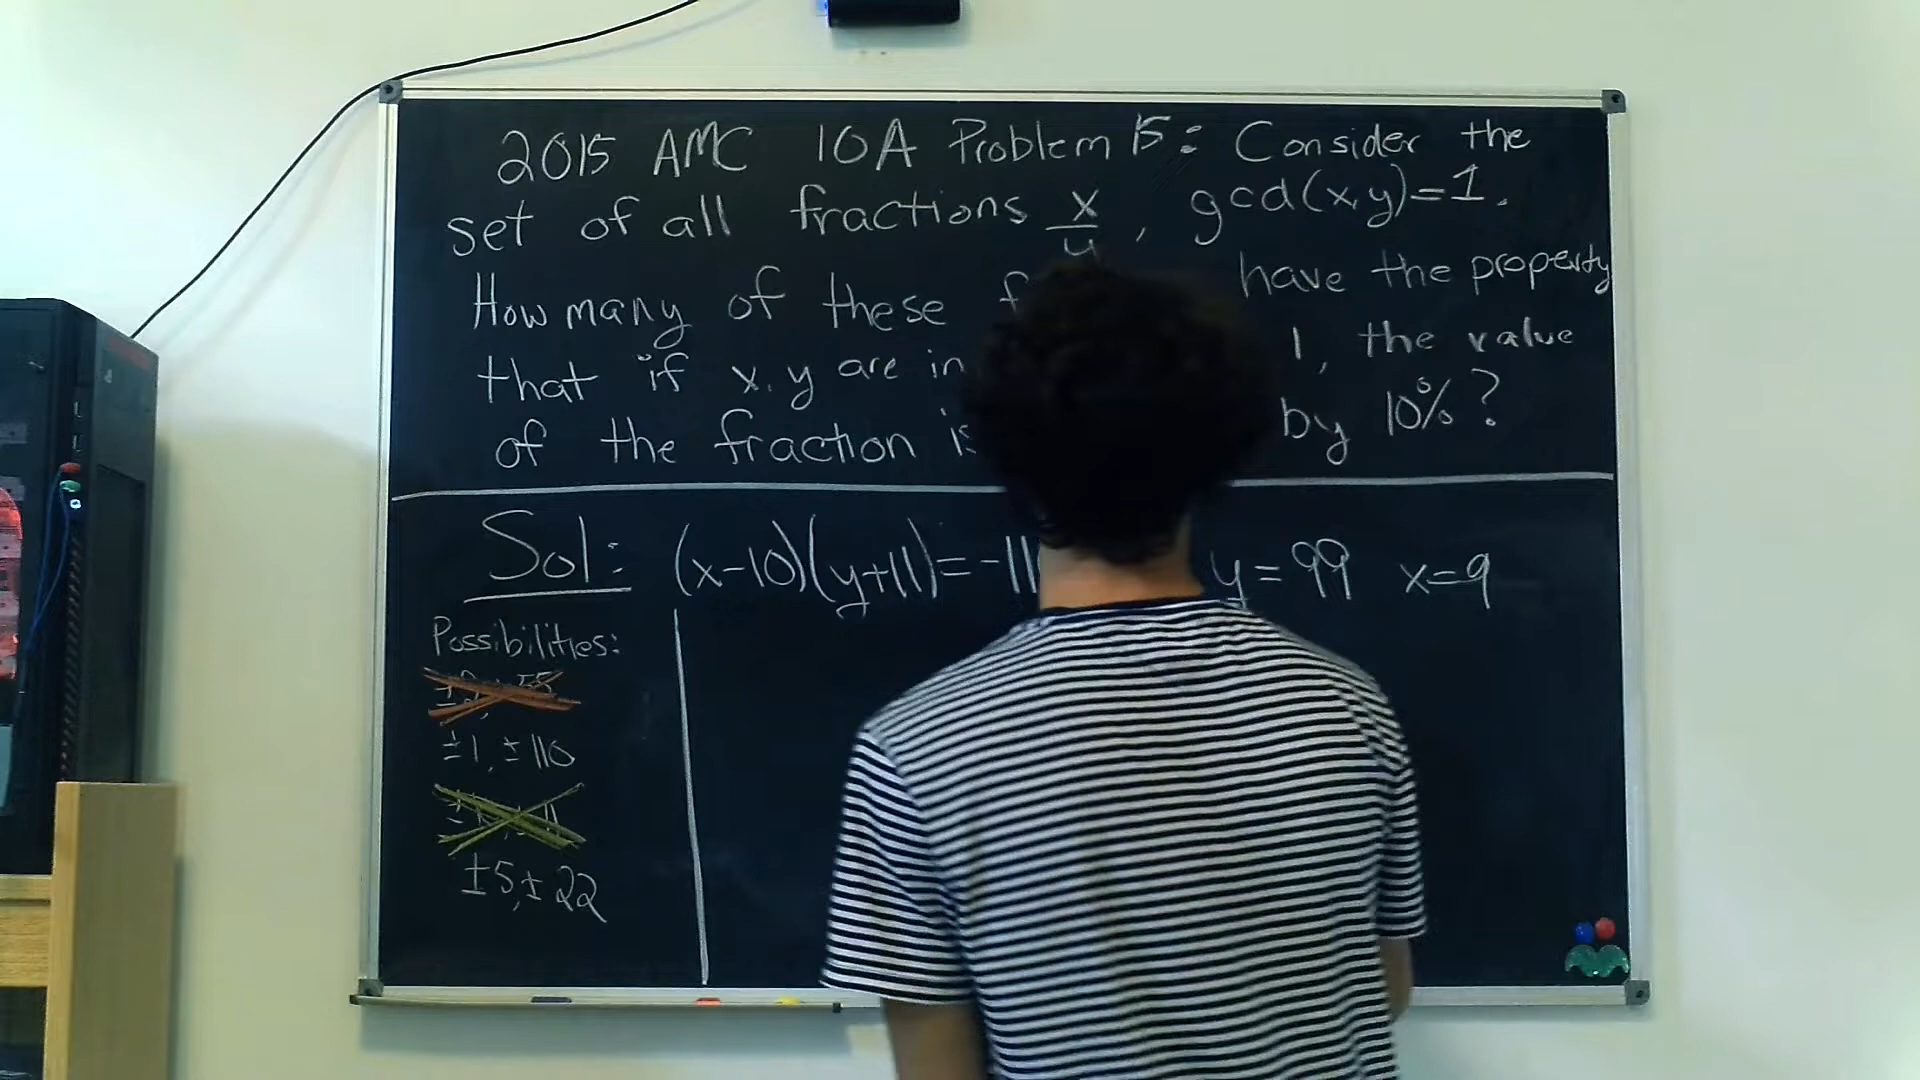 2015 AMC 10A Problem 15: Consider the
set of all fractions x/y, gcd(x,y)=1.
How many of these have the property
that if x, y are in 1, the value
of the fraction is by 10%?
Sol: (x-10)(y+11)=-11 y=99 x=9
Possibilities:
±1, ±110
±5, ±22